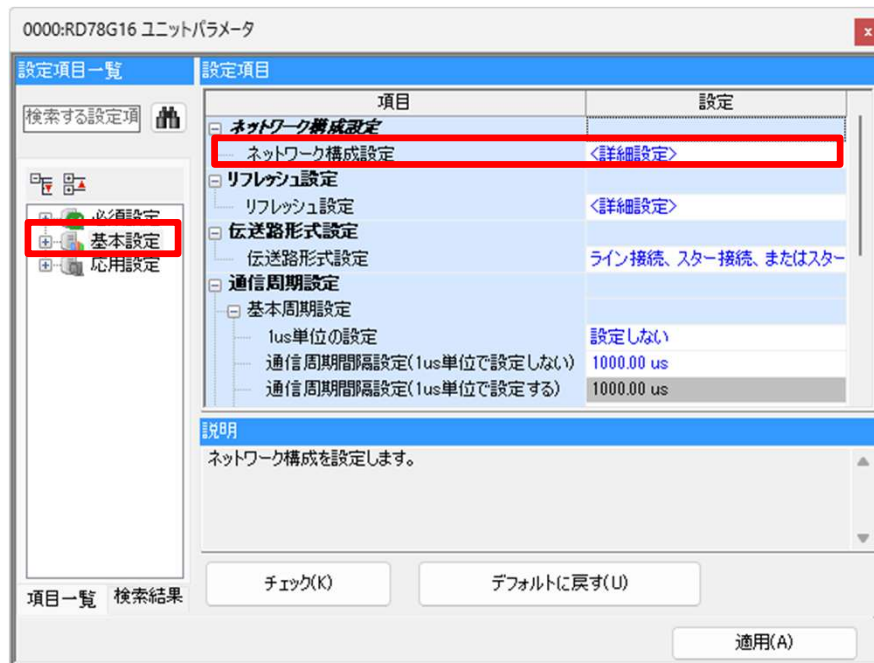 0000:RD78G16 ユニットパラメータ
設定項目一覧
検索する設定項
必須設定
基本設定
応用設定
項目一覧 検索結果
設定項目
項目 設定
ネットワーク構成設定
ネットワーク構成設定 <詳細設定>
リフレッシュ設定
リフレッシュ設定 <詳細設定>
伝送路形式設定
伝送路形式設定 ライン接続、スター接続、またはスター
通信周期設定
基本周期設定
1us単位の設定 設定しない
通信周期間隔設定(1us単位で設定しない) 1000.00 us
通信周期間隔設定(1us単位で設定する) 1000.00 us
説明
ネットワーク構成を設定します。
チェック(K) デフォルトに戻す(U)
適用(A)